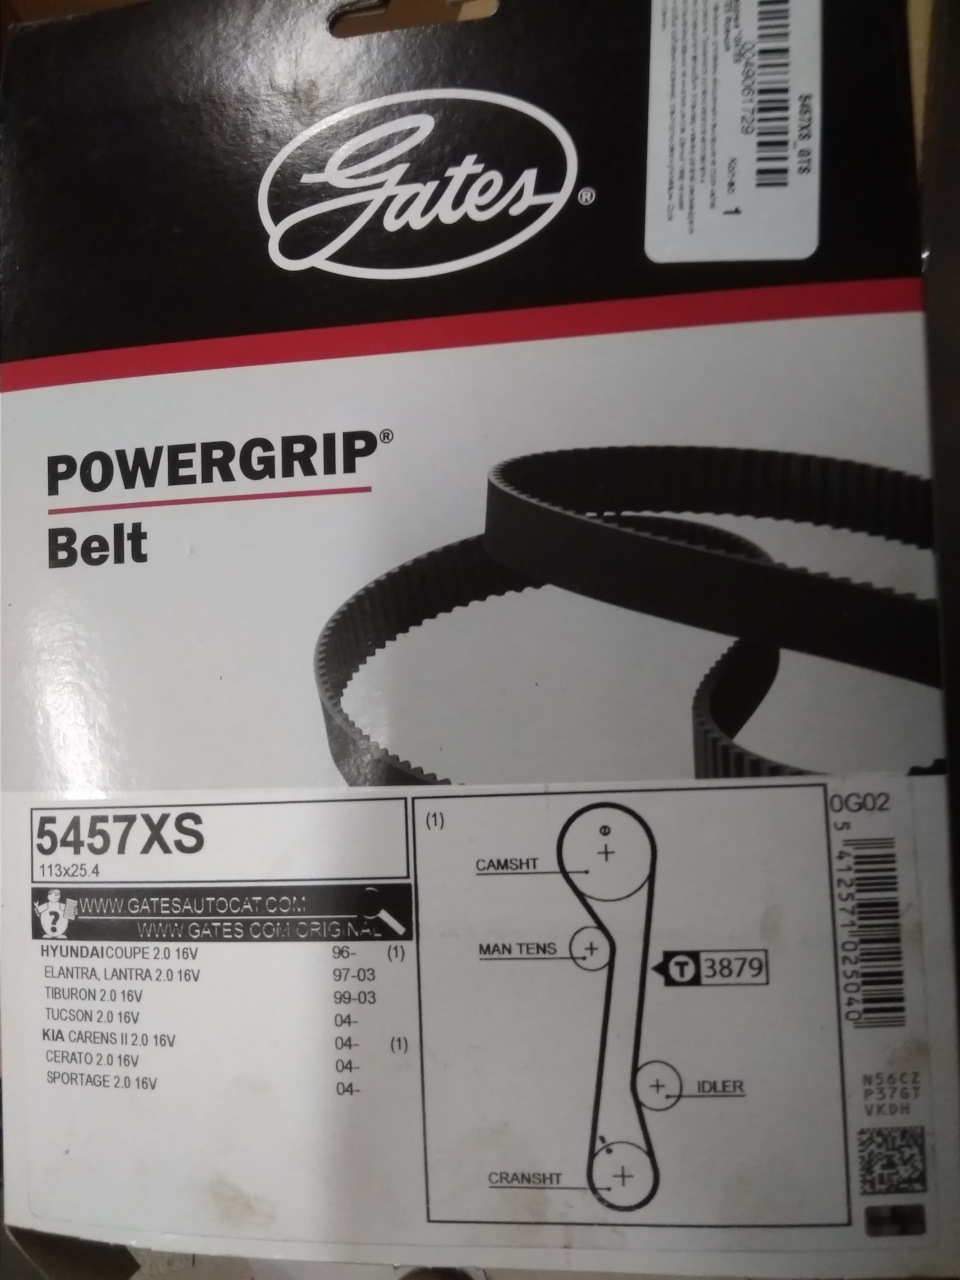 Gates®
5457XS_GTS
0049061729
Кол-во 1
POWERGRIP®
Belt
5457XS
113x25.4
WWW.GATESAUTOCAT.COM
WWW.GATES.COM/ORIGINAL
HYUNDAI COUPE 2.0 16V 96- (1)
ELANTRA, LANTRA 2.0 16V 97-03
TIBURON 2.0 16V 99-03
TUCSON 2.0 16V 04-
KIA CARENS II 2.0 16V 04- (1)
CERATO 2.0 16V 04-
SPORTAGE 2.0 16V 04-
(1)
CAMSHT
MAN TENS
T 3879
IDLER
CRANSHT
0G02
5 412571 025040
N56CZ
P37GT
VKDH